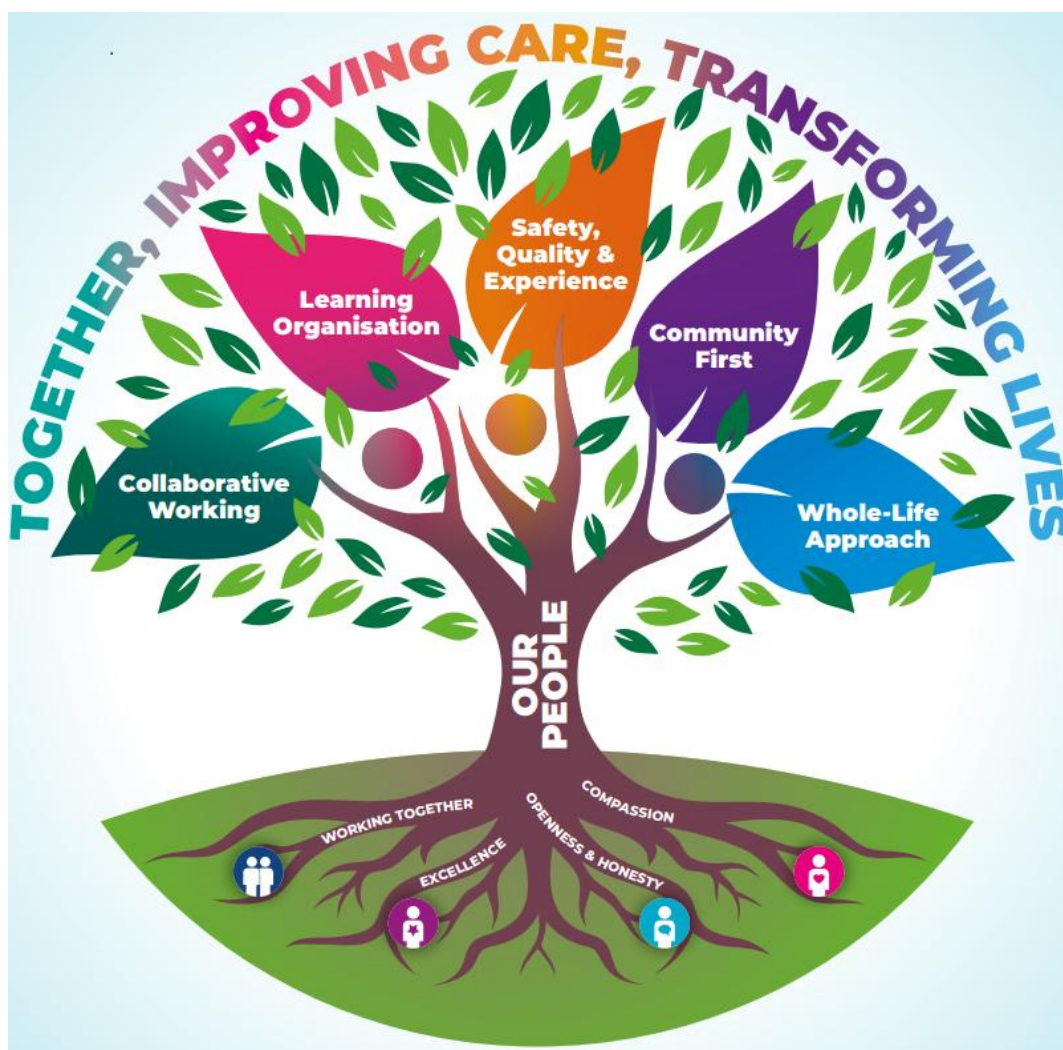 TOGETHER, IMPROVING CARE, TRANSFORMING LIVES
Safety,
Quality &
Experience
Learning
Organisation
Community
First
Collaborative
Working
Whole-Life
Approach
OUR
PEOPLE
WORKING TOGETHER
EXCELLENCE
OPENNESS & HONESTY
COMPASSION